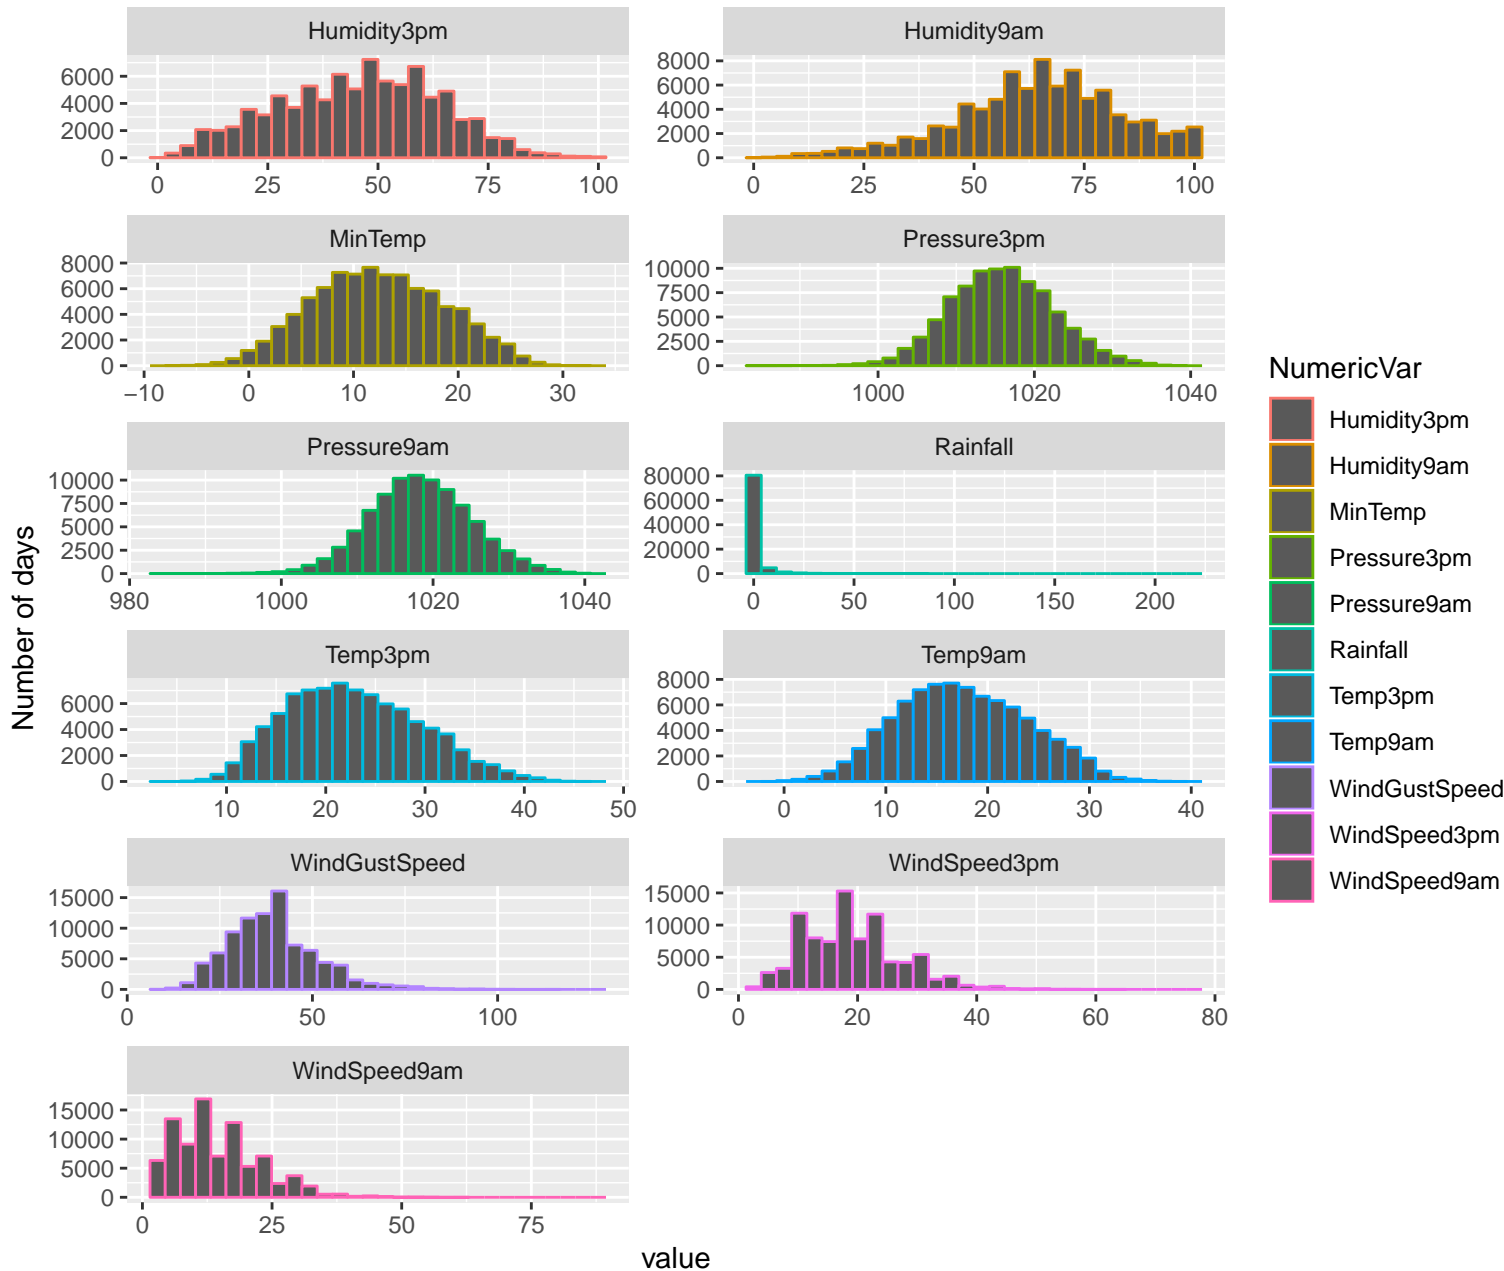 Humidity3pm
Humidity9am
6000
4000
2000
0
0 25 50 75 100
8000
6000
4000
2000
0
0 25 50 75 100
MinTemp
Pressure3pm
8000
6000
4000
2000
0
−10 0 10 20 30
10000
7500
5000
2500
0
1000 1020 1040
Pressure9am
Rainfall
10000
7500
5000
2500
0
980 1000 1020 1040
80000
60000
40000
20000
0
0 50 100 150 200
Temp3pm
Temp9am
6000
4000
2000
0
10 20 30 40 50
8000
6000
4000
2000
0
0 10 20 30 40
WindGustSpeed
WindSpeed3pm
15000
10000
5000
0
0 50 100
15000
10000
5000
0
0 20 40 60 80
WindSpeed9am
15000
10000
5000
0
0 25 50 75
value
Number of days
NumericVar
Humidity3pm
Humidity9am
MinTemp
Pressure3pm
Pressure9am
Rainfall
Temp3pm
Temp9am
WindGustSpeed
WindSpeed3pm
WindSpeed9am